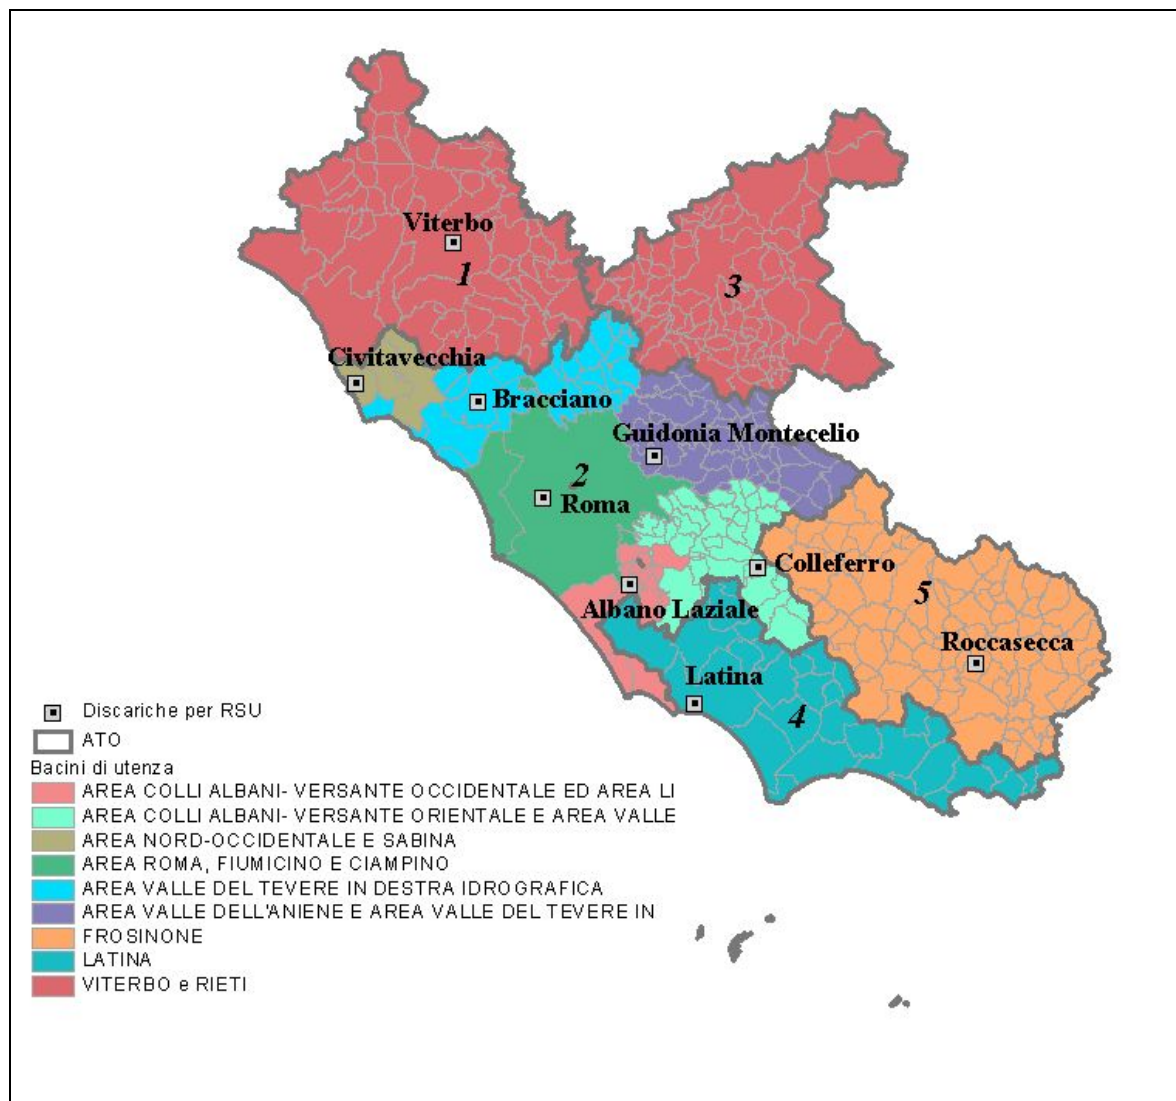 Viterbo
1
3
Civitavecchia
Bracciano
Guidonia Montecelio
2
Roma
Colleferro
5
Albano Laziale
Roccasecca
Latina
4
Discariche per RSU
ATO
Bacini di utenza
AREA COLLI ALBANI- VERSANTE OCCIDENTALE ED AREA LI
AREA COLLI ALBANI- VERSANTE ORIENTALE E AREA VALLE
AREA NORD-OCCIDENTALE E SABINA
AREA ROMA, FIUMICINO E CIAMPINO
AREA VALLE DEL TEVERE IN DESTRA IDROGRAFICA
AREA VALLE DELL'ANIENE E AREA VALLE DEL TEVERE IN
FROSINONE
LATINA
VITERBO e RIETI